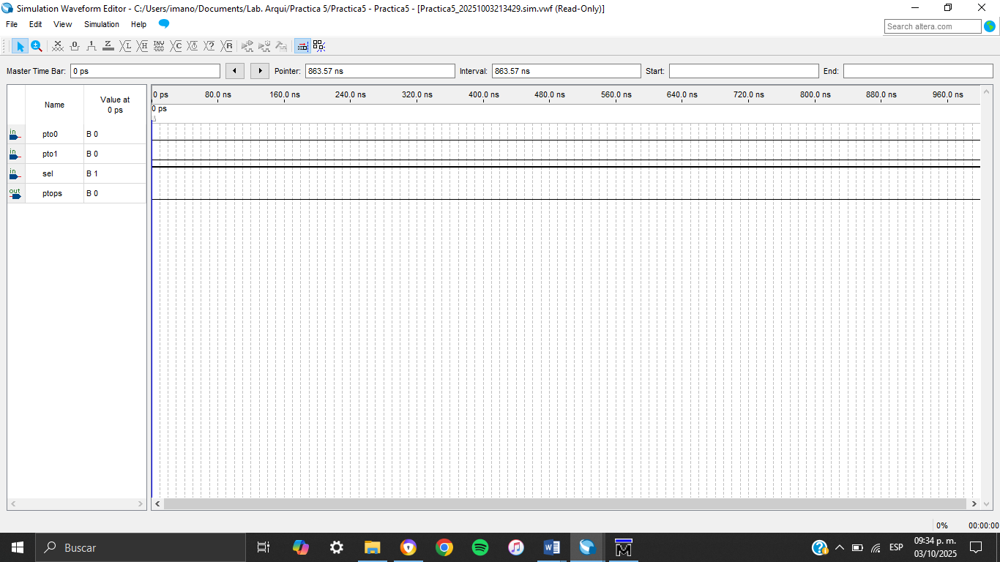 Simulation Waveform Editor - C:/Users/imano/Documents/Lab. Arqui/Practica 5/Practica5 - Practica5 - [Practica5_20251003213429.sim.vwf (Read-Only)]
File Edit View Simulation Help
Search altera.com
Master Time Bar: 0 ps Pointer: 863.57 ns Interval: 863.57 ns Start: End:
Name Value at 0 ps
0 ps 80.0 ns 160.0 ns 240.0 ns 320.0 ns 400.0 ns 480.0 ns 560.0 ns 640.0 ns 720.0 ns 800.0 ns 880.0 ns 960.0 ns
0 ps
in pto0 B 0
in pto1 B 0
in sel B 1
out ptops B 0
0% 00:00:00
Buscar
ESP
09:34 p. m.
03/10/2025